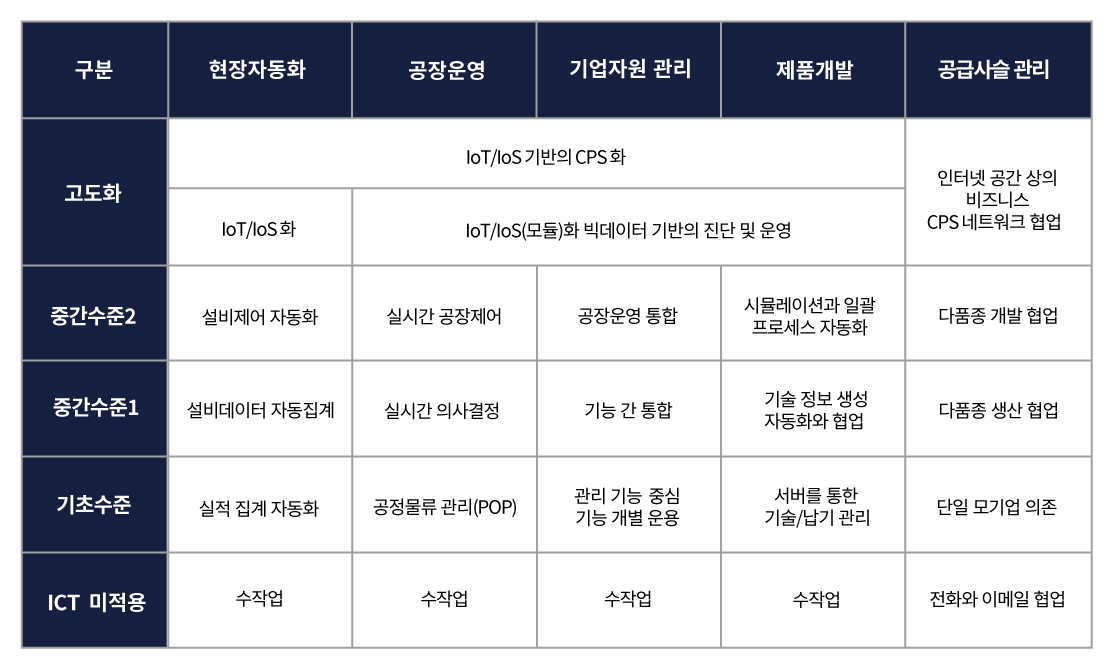 구분
현장자동화
공장운영
기업자원 관리
제품개발
공급사슬 관리
고도화
IoT/IoS 기반의 CPS 화
인터넷 공간 상의
비즈니스
CPS 네트워크 협업
IoT/IoS 화
IoT/IoS(모듈)화 빅데이터 기반의 진단 및 운영
중간수준2
설비제어 자동화
실시간 공장제어
공장운영 통합
시뮬레이션과 일괄
프로세스 자동화
다품종 개발 협업
중간수준1
설비데이터 자동집계
실시간 의사결정
기능 간 통합
기술 정보 생성
자동화와 협업
다품종 생산 협업
기초수준
실적 집계 자동화
공정물류 관리(POP)
관리 기능 중심
기능 개별 운용
서버를 통한
기술/납기 관리
단일 모기업 의존
ICT 미적용
수작업
수작업
수작업
수작업
전화와 이메일 협업